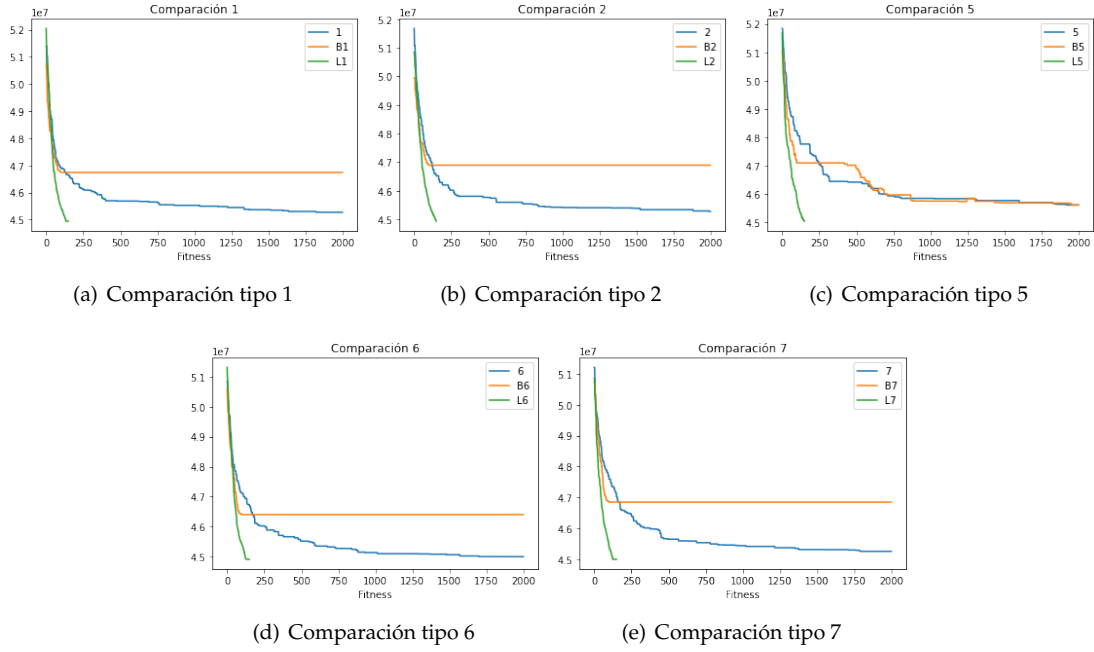 Comparación 1
1e7
5.2
5.1
5.0
4.9
4.8
4.7
4.6
4.5
0 250 500 750 1000 1250 1500 1750 2000
Fitness
1
B1
L1
(a) Comparación tipo 1
Comparación 2
1e7
5.2
5.1
5.0
4.9
4.8
4.7
4.6
4.5
0 250 500 750 1000 1250 1500 1750 2000
Fitness
2
B2
L2
(b) Comparación tipo 2
Comparación 5
1e7
5.2
5.1
5.0
4.9
4.8
4.7
4.6
4.5
0 250 500 750 1000 1250 1500 1750 2000
Fitness
5
B5
L5
(c) Comparación tipo 5
Comparación 6
1e7
5.1
5.0
4.9
4.8
4.7
4.6
4.5
0 250 500 750 1000 1250 1500 1750 2000
Fitness
6
B6
L6
(d) Comparación tipo 6
Comparación 7
1e7
5.1
5.0
4.9
4.8
4.7
4.6
4.5
0 250 500 750 1000 1250 1500 1750 2000
Fitness
7
B7
L7
(e) Comparación tipo 7